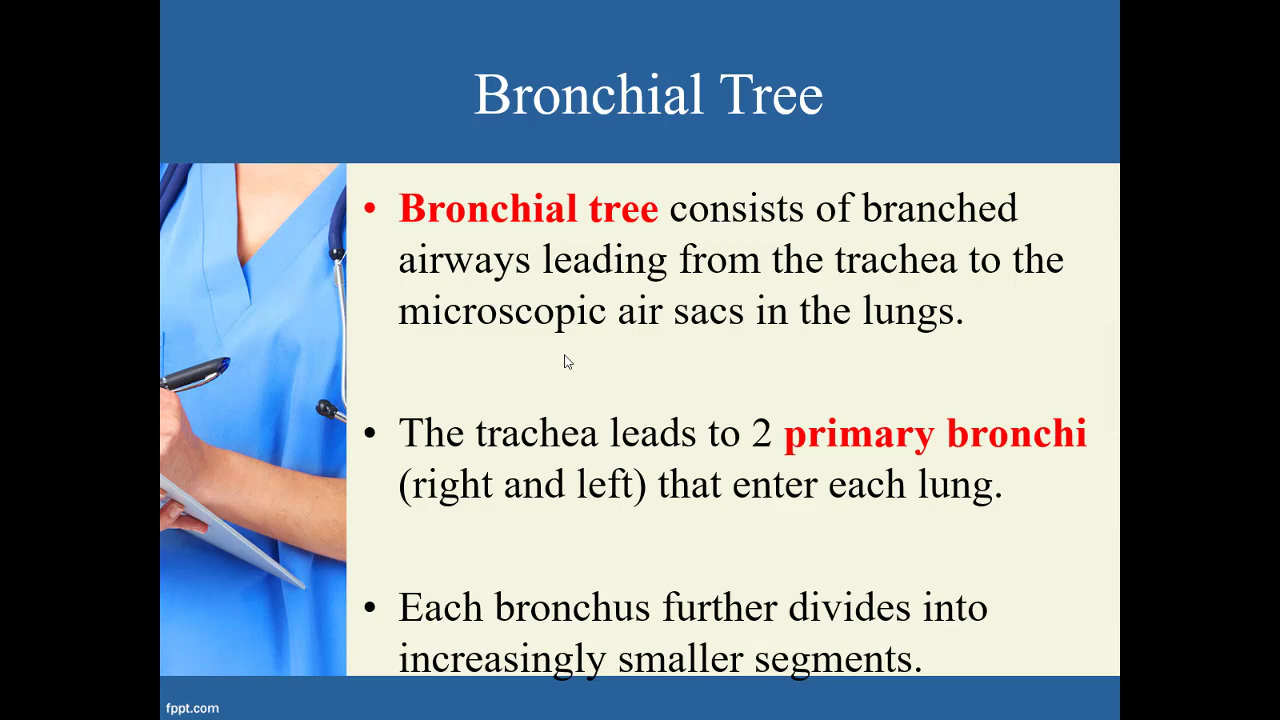 Bronchial Tree
• Bronchial tree consists of branched
airways leading from the trachea to the
microscopic air sacs in the lungs.
• The trachea leads to 2 primary bronchi
(right and left) that enter each lung.
• Each bronchus further divides into
increasingly smaller segments.
fppt.com